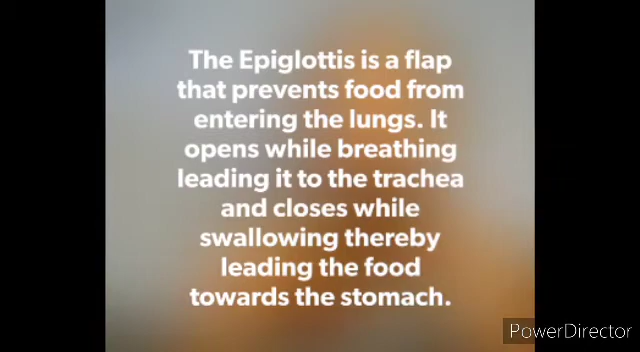 The Epiglottis is a flap
that prevents food from
entering the lungs. It
opens while breathing
leading it to the trachea
and closes while
swallowing thereby
leading the food
towards the stomach.
PowerDirector